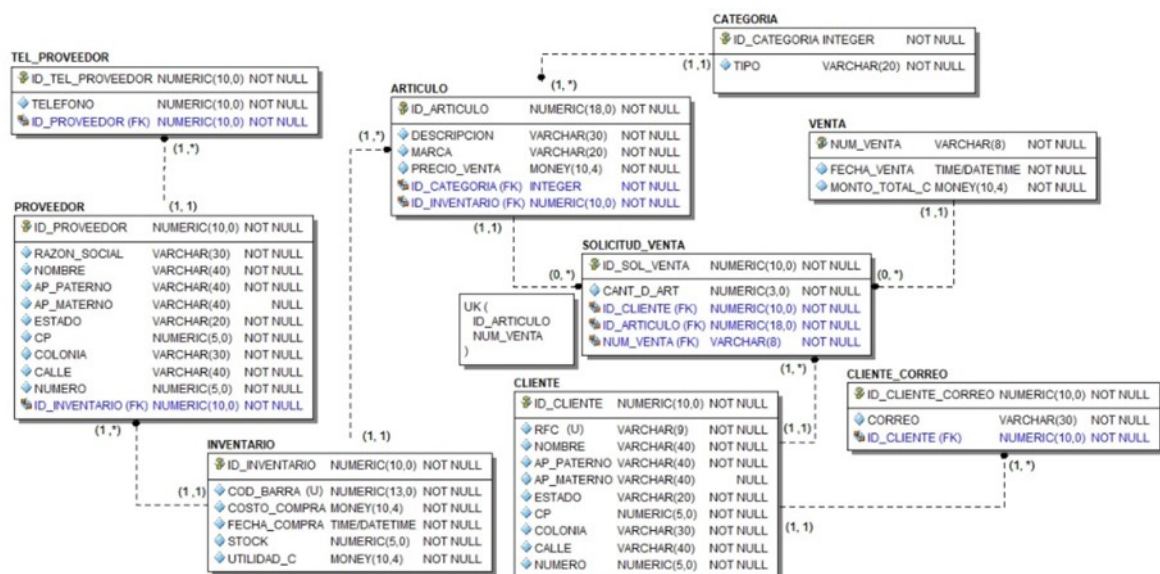 CATEGORIA
ID_CATEGORIA INTEGER NOT NULL
TIPO VARCHAR(20) NOT NULL
(1,1)
(1,*)
TEL_PROVEEDOR
ID_TEL_PROVEEDOR NUMERIC(10,0) NOT NULL
TELEFONO NUMERIC(10,0) NOT NULL
ID_PROVEEDOR (FK) NUMERIC(10,0) NOT NULL
(1,*)
(1, 1)
ARTICULO
ID_ARTICULO NUMERIC(18,0) NOT NULL
DESCRIPCION VARCHAR(30) NOT NULL
MARCA VARCHAR(20) NOT NULL
PRECIO_VENTA MONEY(10,4) NOT NULL
ID_CATEGORIA (FK) INTEGER NOT NULL
ID_INVENTARIO (FK) NUMERIC(10,0) NOT NULL
(1,*)
(1,1)
VENTA
NUM_VENTA VARCHAR(8) NOT NULL
FECHA_VENTA TIME/DATETIME NOT NULL
MONTO_TOTAL_C MONEY(10,4) NOT NULL
(1,1)
PROVEEDOR
ID_PROVEEDOR NUMERIC(10,0) NOT NULL
RAZON_SOCIAL VARCHAR(30) NOT NULL
NOMBRE VARCHAR(40) NOT NULL
AP_PATERNO VARCHAR(40) NOT NULL
AP_MATERNO VARCHAR(40) NULL
ESTADO VARCHAR(20) NOT NULL
CP NUMERIC(5,0) NOT NULL
COLONIA VARCHAR(30) NOT NULL
CALLE VARCHAR(40) NOT NULL
NUMERO NUMERIC(5,0) NOT NULL
ID_INVENTARIO (FK) NUMERIC(10,0) NOT NULL
(1,*)
SOLICITUD_VENTA
ID_SOL_VENTA NUMERIC(10,0) NOT NULL
CANT_D_ART NUMERIC(3,0) NOT NULL
ID_CLIENTE (FK) NUMERIC(10,0) NOT NULL
ID_ARTICULO (FK) NUMERIC(18,0) NOT NULL
NUM_VENTA (FK) VARCHAR(8) NOT NULL
(0, *)
(0, *)
(1, *)
UK (
ID_ARTICULO
NUM_VENTA
)
INVENTARIO
ID_INVENTARIO NUMERIC(10,0) NOT NULL
COD_BARRA (U) NUMERIC(13,0) NOT NULL
COSTO_COMPRA MONEY(10,4) NOT NULL
FECHA_COMPRA TIME/DATETIME NOT NULL
STOCK NUMERIC(5,0) NOT NULL
UTILIDAD_C MONEY(10,4) NOT NULL
(1, 1)
(1 ,1)
CLIENTE
ID_CLIENTE NUMERIC(10,0) NOT NULL
RFC (U) VARCHAR(9) NOT NULL
NOMBRE VARCHAR(40) NOT NULL
AP_PATERNO VARCHAR(40) NOT NULL
AP_MATERNO VARCHAR(40) NULL
ESTADO VARCHAR(20) NOT NULL
CP NUMERIC(5,0) NOT NULL
COLONIA VARCHAR(30) NOT NULL
CALLE VARCHAR(40) NOT NULL
NUMERO NUMERIC(5,0) NOT NULL
(1 ,1)
(1, 1)
CLIENTE_CORREO
ID_CLIENTE_CORREO NUMERIC(10,0) NOT NULL
CORREO VARCHAR(30) NOT NULL
ID_CLIENTE (FK) NUMERIC(10,0) NOT NULL
(1, *)